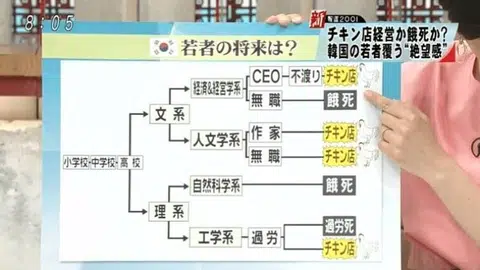 8:05
新 報道2001
チキン店経営か餓死か?
韓国の若者覆う“絶望感”
若者の将来は?
小学校・中学校・高校
文系
経済&経営学系
CEO 不渡り チキン店
無職 餓死
人文学系
作家 チキン店
無職 チキン店
理系
自然科学系 餓死
工学系 過労
過労死
チキン店